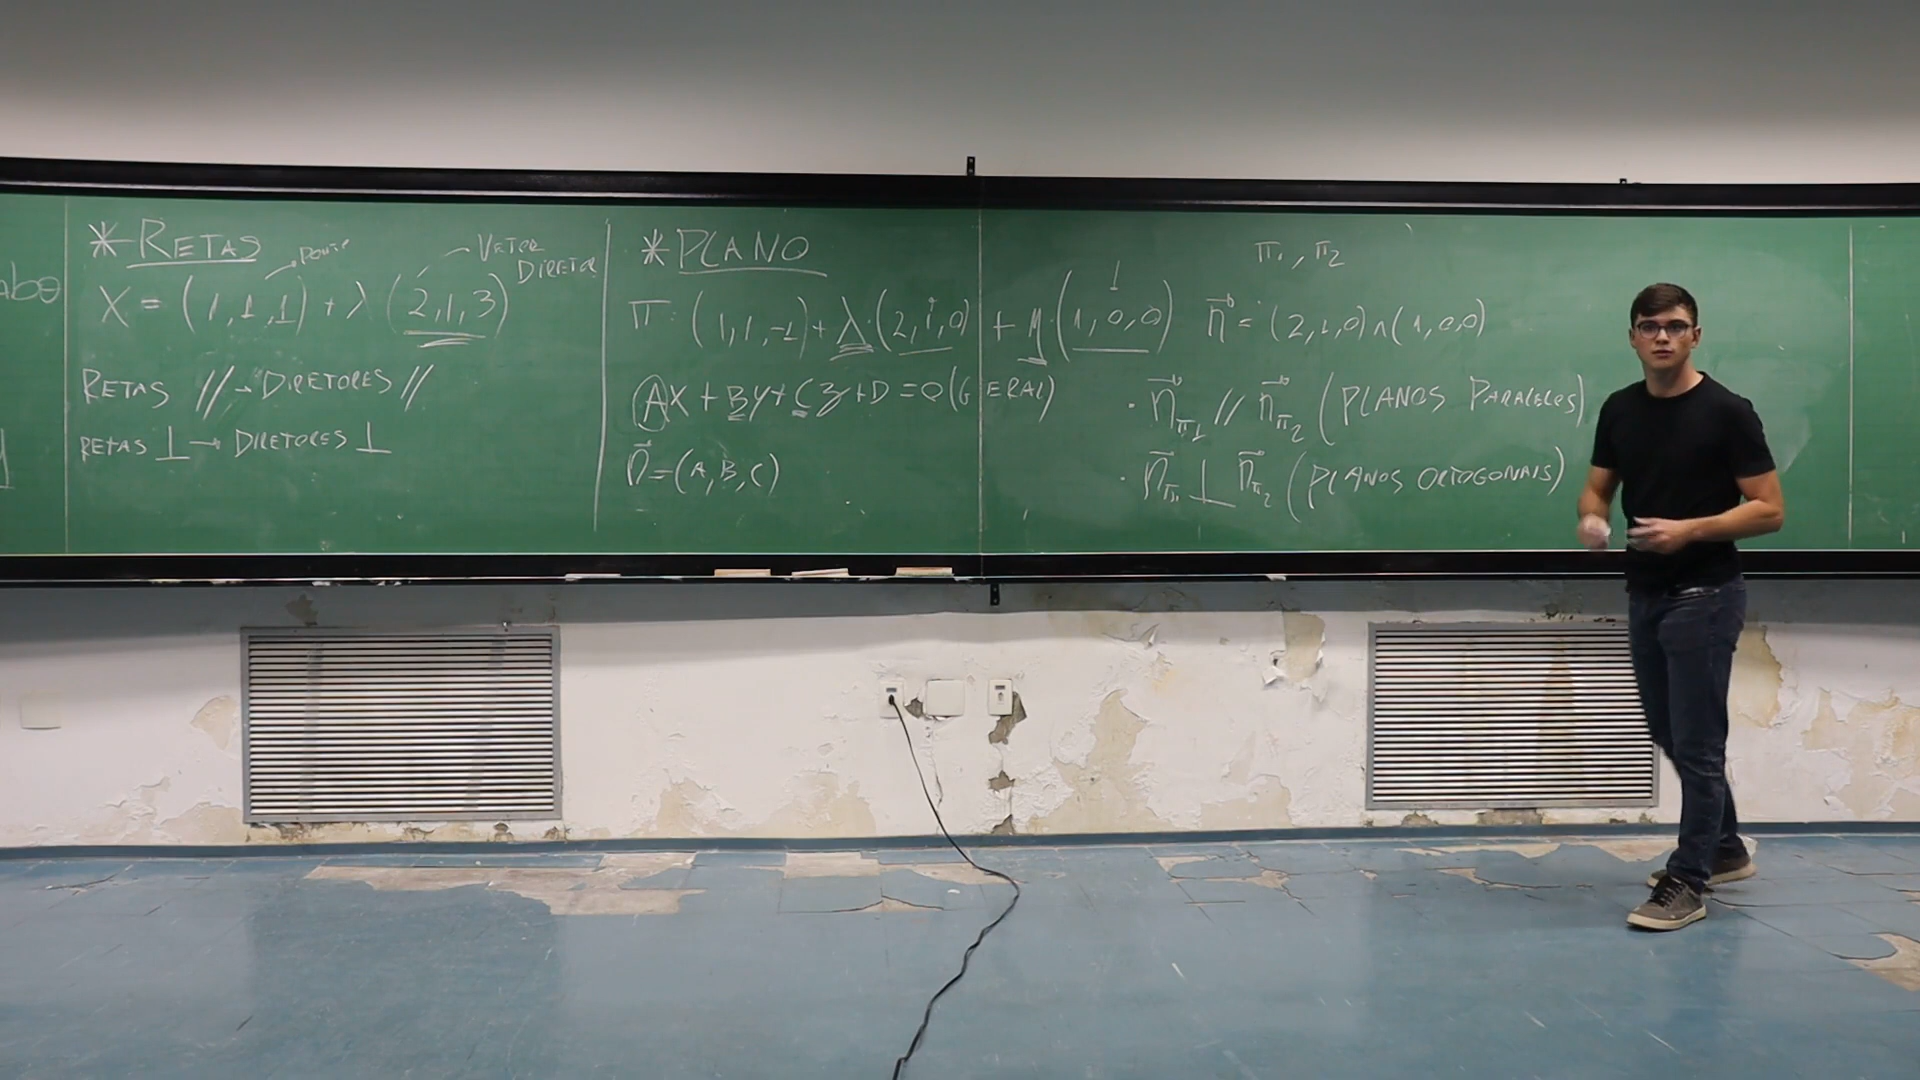 abo
* RETAS
PONTO
VETOR
DIRETOR
X = (1,1,1) + λ (2,1,3)
RETAS // → DIRETORES //
RETAS ⊥ → DIRETORES ⊥
* PLANO
π: (1,1,-1) + λ·(2,1,0) + μ·(1,0,0)
AX + By + Cz + D = 0 (GERAL)
n⃗ = (A,B,C)
π₁, π₂
n⃗ = (2,1,0) ∧ (1,0,0)
· n⃗π₁ // n⃗π₂ (PLANOS PARALELOS)
· n⃗π₁ ⊥ n⃗π₂ (PLANOS ORTOGONAIS)